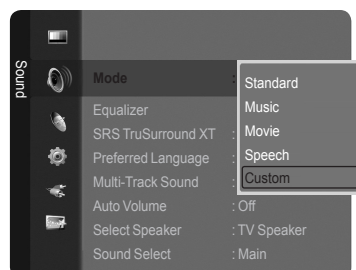 Sound
Mode :
Standard
Music
Movie
Speech
Custom
Equalizer
SRS TruSurround XT :
Preferred Language :
Multi-Track Sound :
Auto Volume : Off
Select Speaker : TV Speaker
Sound Select : Main